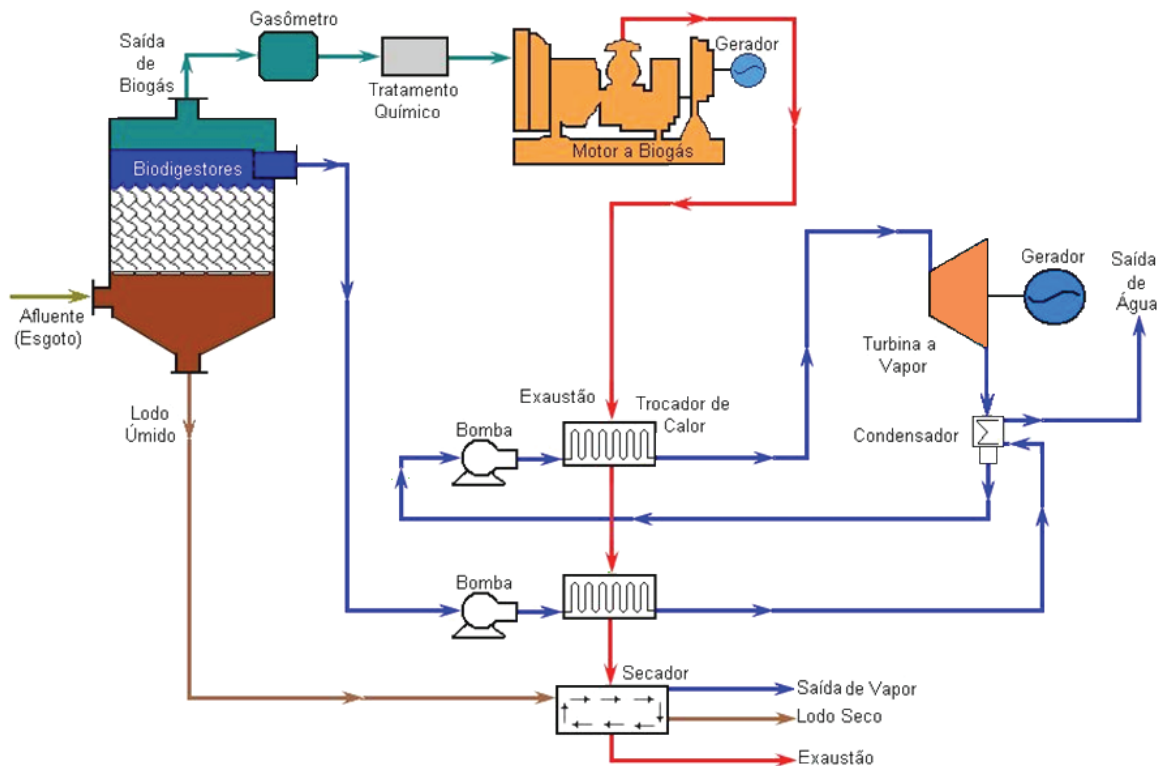 Gasômetro
Saída
de
Biogás
Tratamento
Químico
Gerador
Motor a Biogás
Biodigestores
Afluente
(Esgoto)
Lodo
Úmido
Gerador
Saída
de
Água
Turbina a
Vapor
Exaustão
Trocador de
Calor
Bomba
Condensador
Bomba
Secador
Saída de Vapor
Lodo Seco
Exaustão